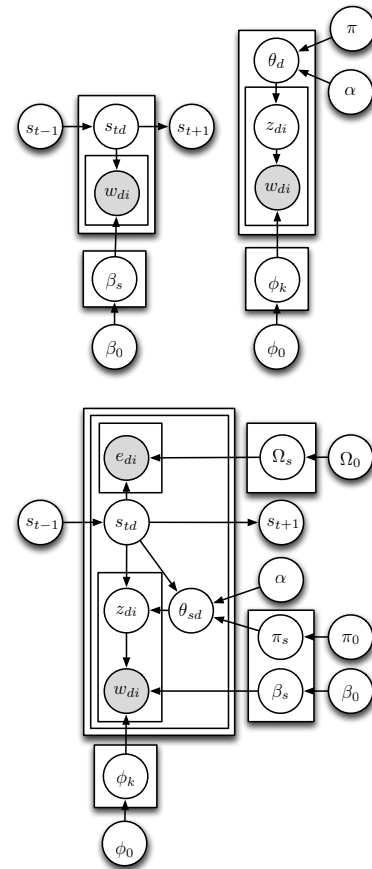 s_{t−1}
s_{td}
s_{t+1}
w_{di}
β_s
β_0
π
θ_d
α
z_{di}
w_{di}
ϕ_k
ϕ_0
e_{di}
Ω_s
Ω_0
s_{t−1}
s_{td}
s_{t+1}
α
z_{di}
θ_{sd}
π_s
π_0
w_{di}
β_s
β_0
ϕ_k
ϕ_0